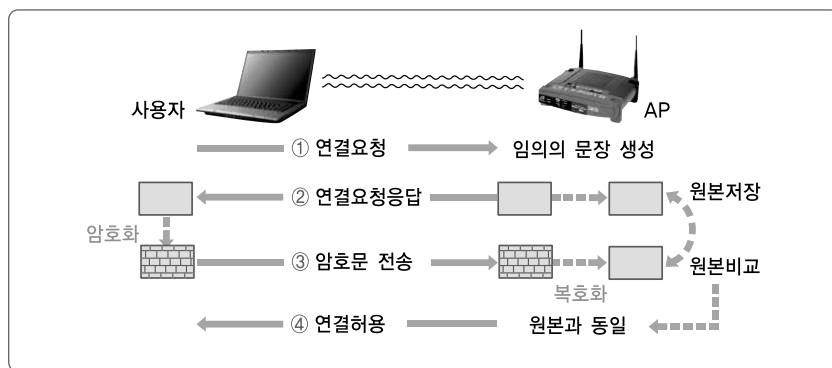 사용자
AP
① 연결요청
임의의 문장 생성
② 연결요청응답
원본저장
암호화
③ 암호문 전송
원본비교
복호화
④ 연결허용
원본과 동일